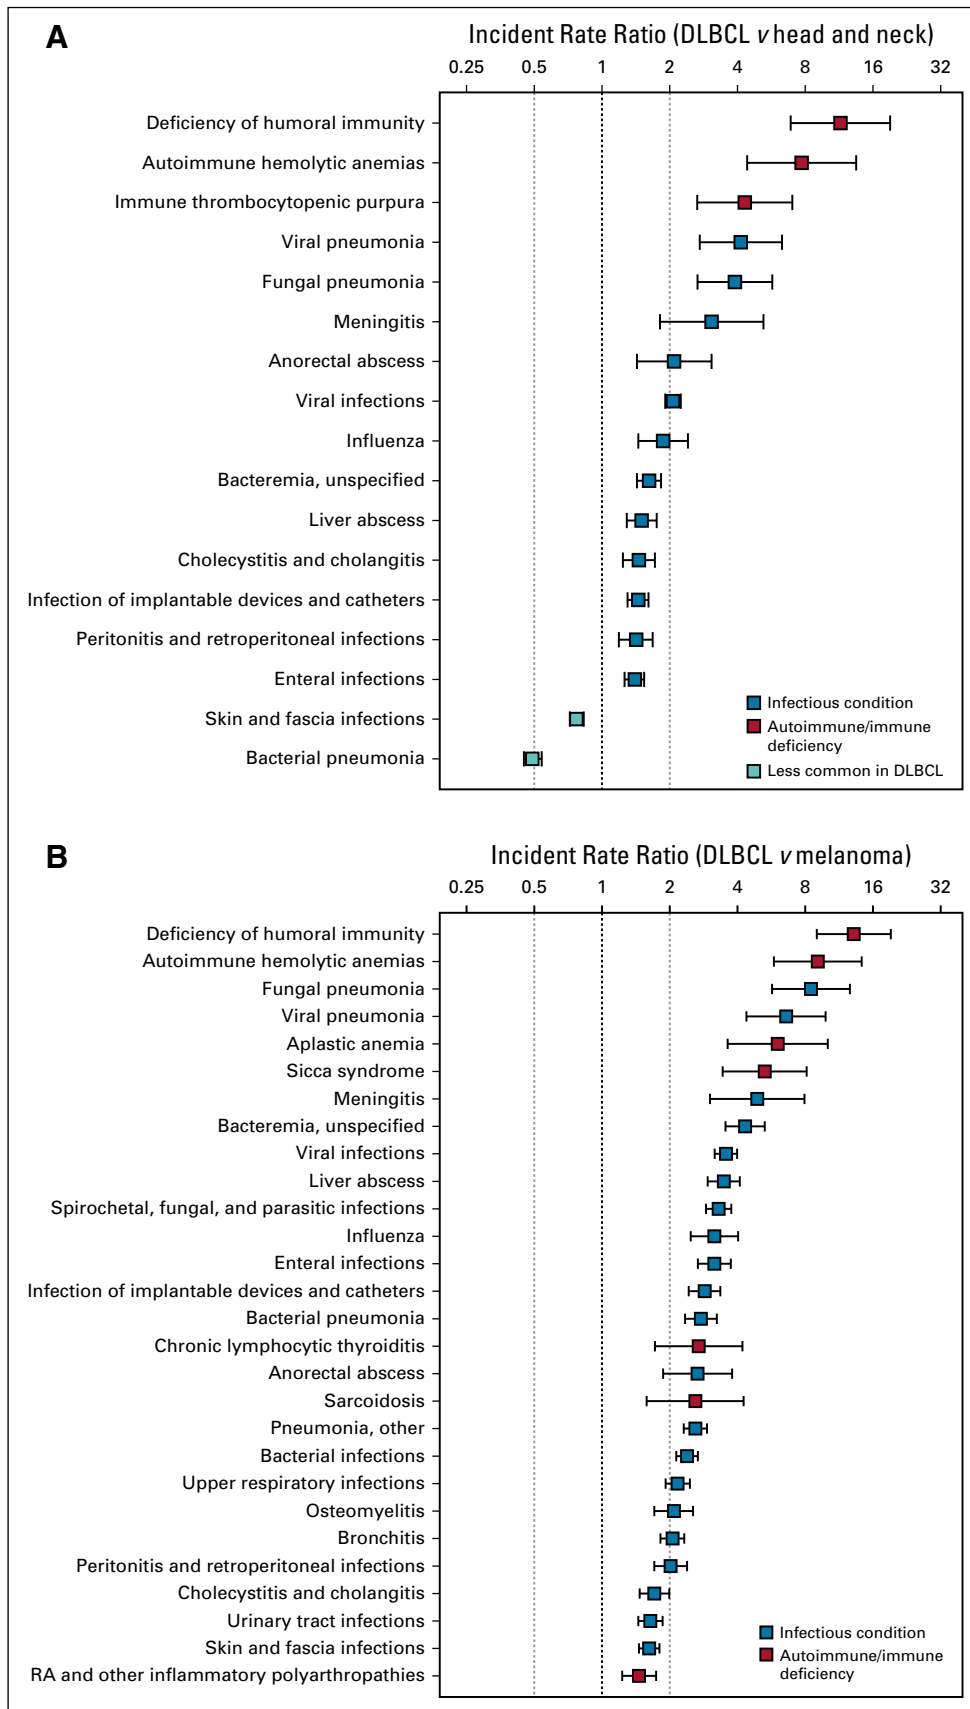 A
Incident Rate Ratio (DLBCL v head and neck)
0.25 0.5 1 2 4 8 16 32
Deficiency of humoral immunity
Autoimmune hemolytic anemias
Immune thrombocytopenic purpura
Viral pneumonia
Fungal pneumonia
Meningitis
Anorectal abscess
Viral infections
Influenza
Bacteremia, unspecified
Liver abscess
Cholecystitis and cholangitis
Infection of implantable devices and catheters
Peritonitis and retroperitoneal infections
Enteral infections
Skin and fascia infections
Bacterial pneumonia
Infectious condition
Autoimmune/immune
deficiency
Less common in DLBCL
B
Incident Rate Ratio (DLBCL v melanoma)
0.25 0.5 1 2 4 8 16 32
Deficiency of humoral immunity
Autoimmune hemolytic anemias
Fungal pneumonia
Viral pneumonia
Aplastic anemia
Sicca syndrome
Meningitis
Bacteremia, unspecified
Viral infections
Liver abscess
Spirochetal, fungal, and parasitic infections
Influenza
Enteral infections
Infection of implantable devices and catheters
Bacterial pneumonia
Chronic lymphocytic thyroiditis
Anorectal abscess
Sarcoidosis
Pneumonia, other
Bacterial infections
Upper respiratory infections
Osteomyelitis
Bronchitis
Peritonitis and retroperitoneal infections
Cholecystitis and cholangitis
Urinary tract infections
Skin and fascia infections
RA and other inflammatory polyarthropathies
Infectious condition
Autoimmune/immune
deficiency